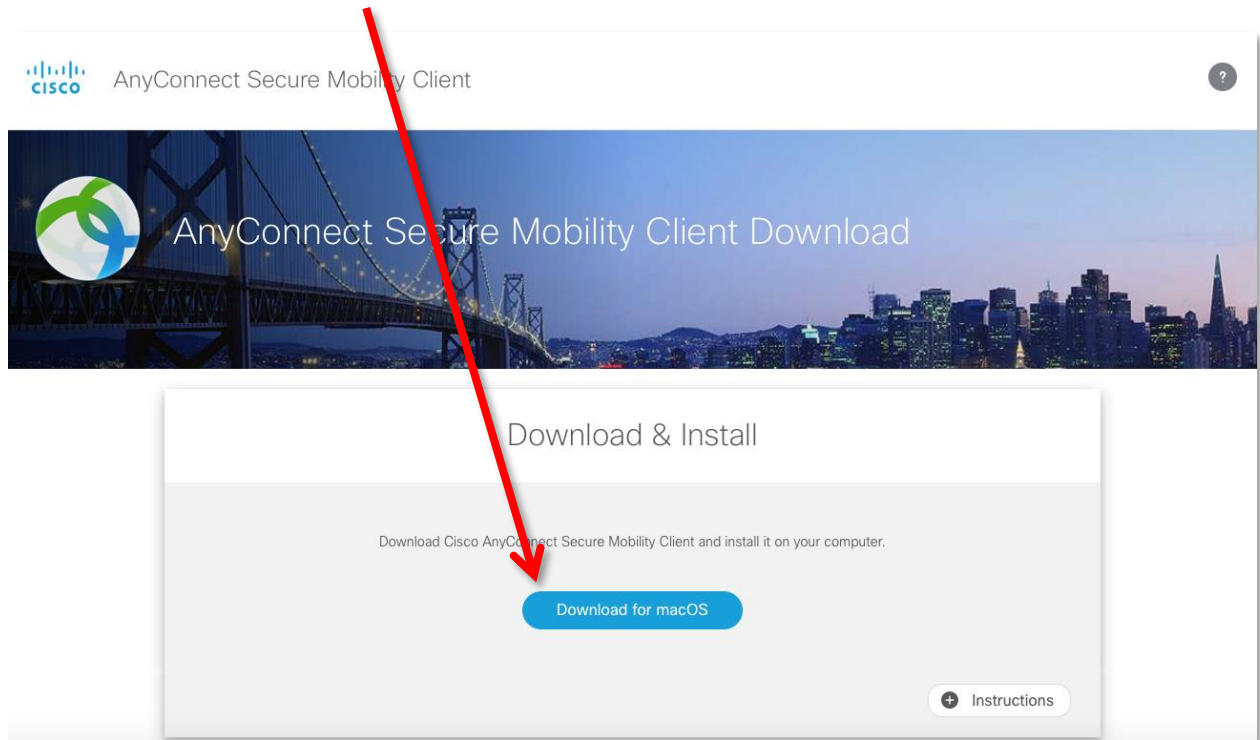 CISCO
AnyConnect Secure Mobility Client
?
AnyConnect Secure Mobility Client Download
Download & Install
Download Cisco AnyConnect Secure Mobility Client and install it on your computer.
Download for macOS
Instructions